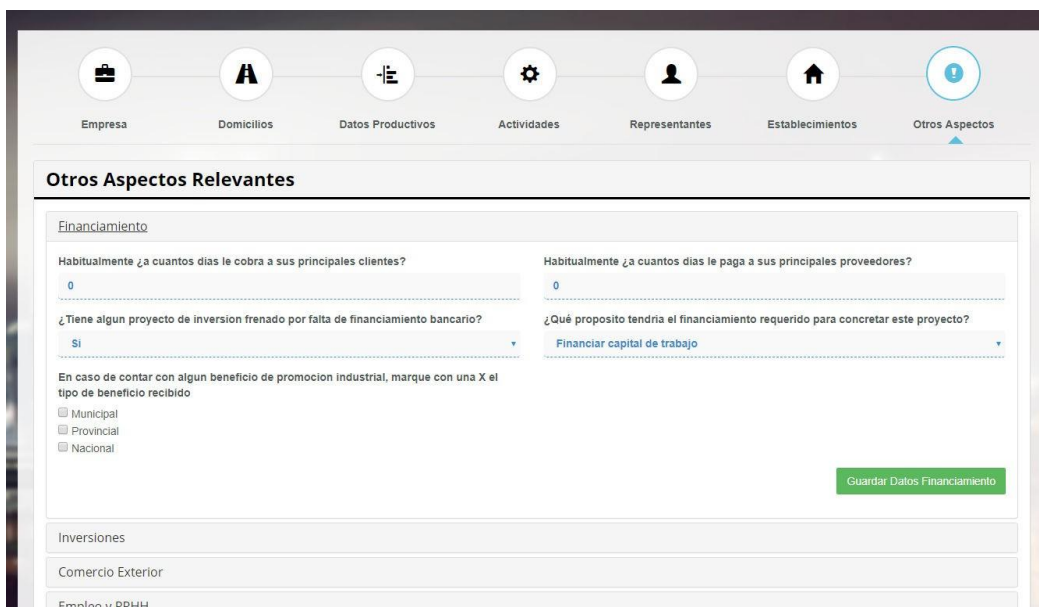 Empresa Domicilios Datos Productivos Actividades Representantes Establecimientos Otros Aspectos
Otros Aspectos Relevantes
Financiamiento
Habitualmente ¿a cuantos dias le cobra a sus principales clientes?
0
Habitualmente ¿a cuantos dias le paga a sus principales proveedores?
0
¿Tiene algun proyecto de inversion frenado por falta de financiamiento bancario?
Si
¿Qué proposito tendria el financiamiento requerido para concretar este proyecto?
Financiar capital de trabajo
En caso de contar con algun beneficio de promocion industrial, marque con una X el
tipo de beneficio recibido
Municipal
Provincial
Nacional
Guardar Datos Financiamiento
Inversiones
Comercio Exterior
Empleo y RRHH